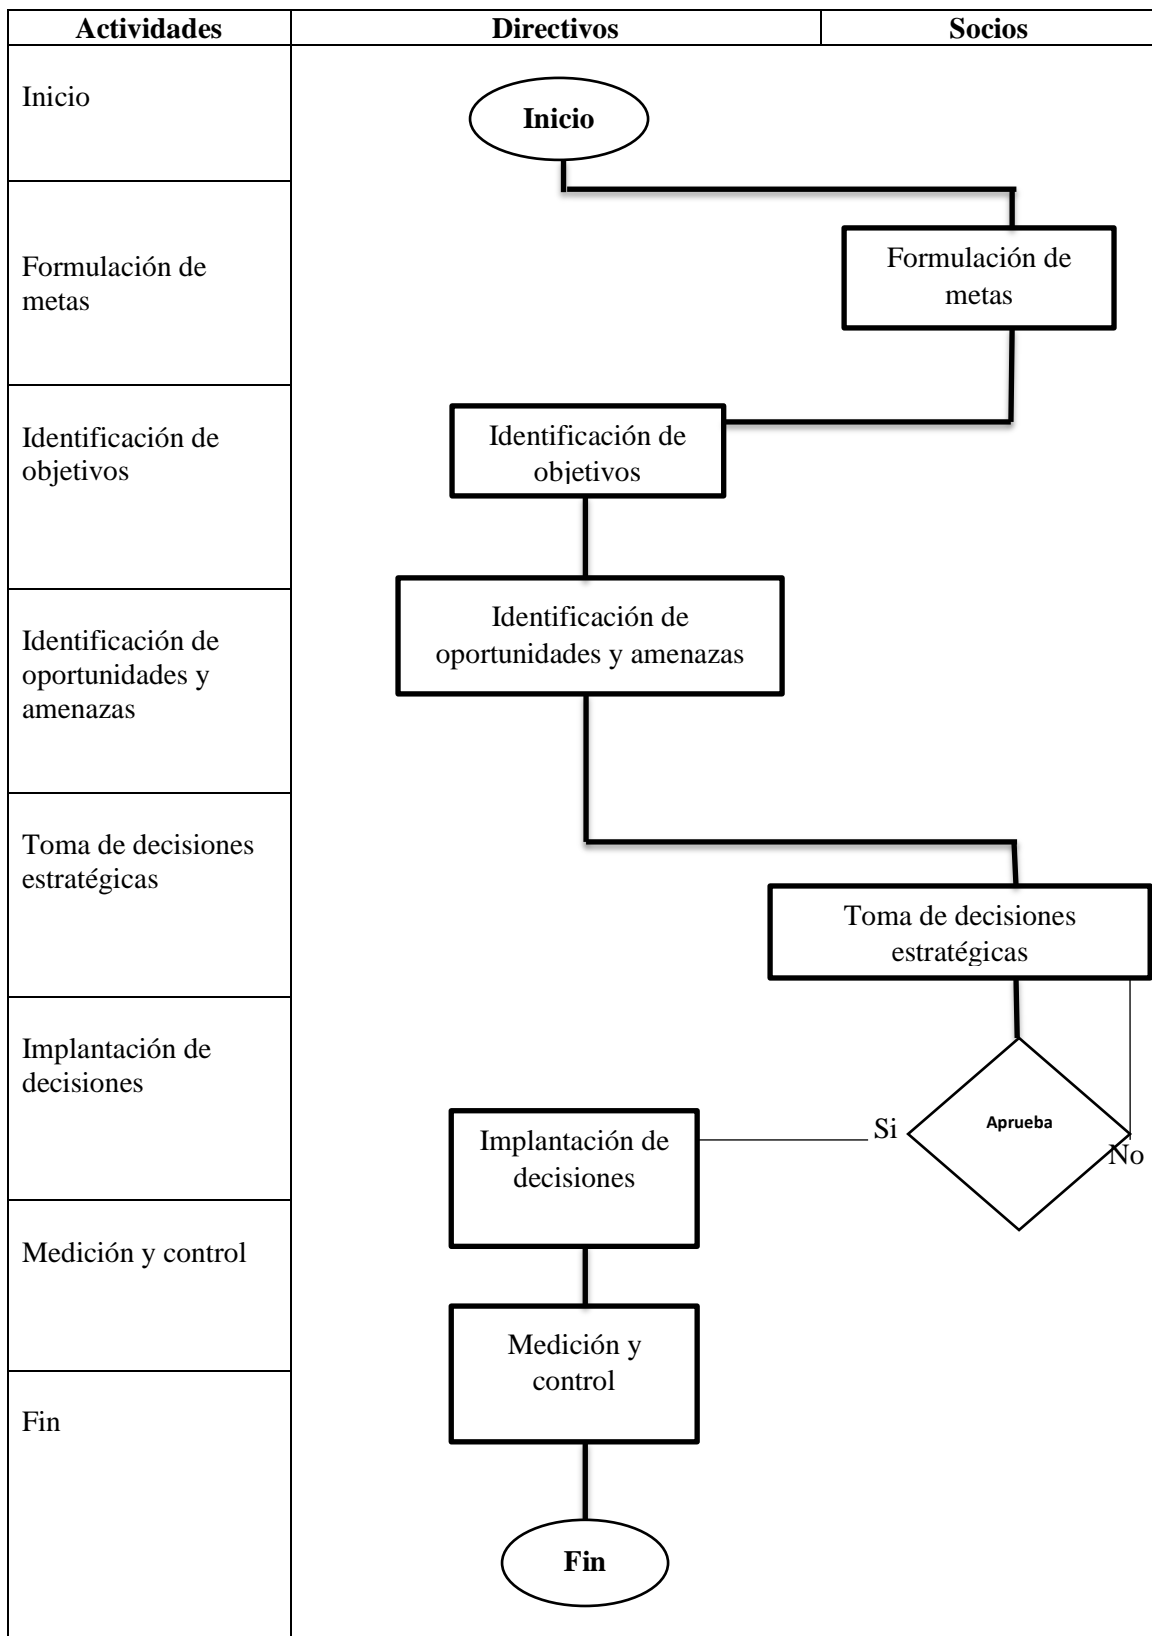 Actividades
Directivos
Socios
Inicio
Inicio
Formulación de
metas
Formulación de
metas
Identificación de
objetivos
Identificación de
objetivos
Identificación de
oportunidades y
amenazas
Identificación de
oportunidades y amenazas
Toma de decisiones
estratégicas
Toma de decisiones
estratégicas
Implantación de
decisiones
Aprueba
Si
No
Implantación de
decisiones
Medición y control
Medición y
control
Fin
Fin